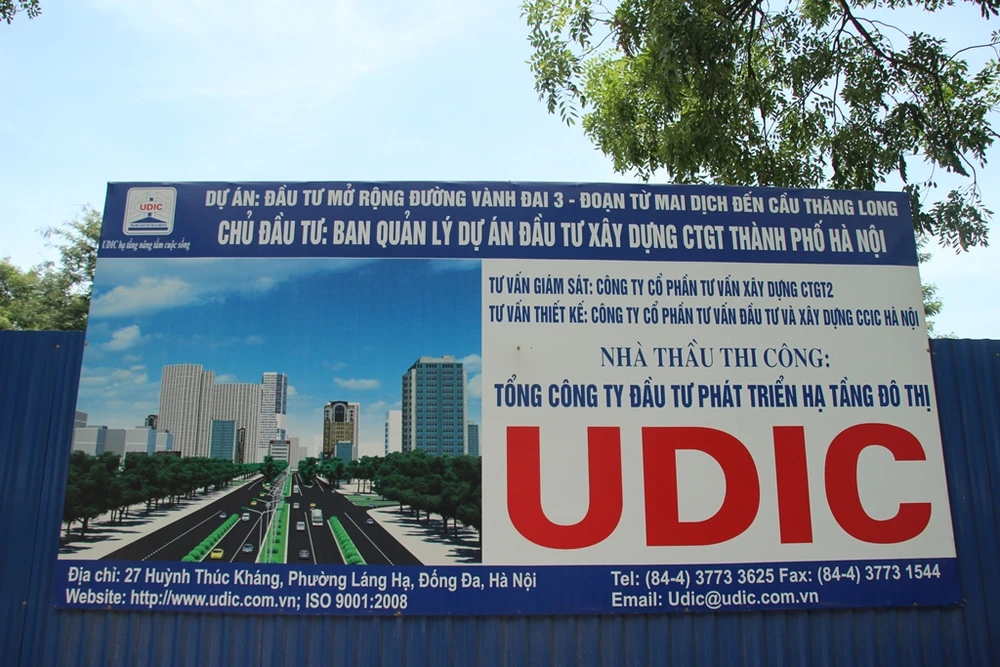 DỰ ÁN: ĐẦU TƯ MỞ RỘNG ĐƯỜNG VÀNH ĐAI 3 - ĐOẠN TỪ MAI DỊCH ĐẾN CẦU THĂNG LONG
UDIC
CHỦ ĐẦU TƯ: BAN QUẢN LÝ DỰ ÁN ĐẦU TƯ XÂY DỰNG CTGT THÀNH PHỐ HÀ NỘI
UDIC hạ tầng nâng tầm cuộc sống
TƯ VẤN GIÁM SÁT: CÔNG TY CỔ PHẦN TƯ VẤN XÂY DỰNG CTGT2
TƯ VẤN THIẾT KẾ: CÔNG TY CỔ PHẦN TƯ VẤN ĐẦU TƯ VÀ XÂY DỰNG CCIC HÀ NỘI
NHÀ THẦU THI CÔNG:
TỔNG CÔNG TY ĐẦU TƯ PHÁT TRIỂN HẠ TẦNG ĐÔ THỊ
UDIC
Địa chỉ: 27 Huỳnh Thúc Kháng, Phường Láng Hạ, Đống Đa, Hà Nội
Website: http://www.udic.com.vn; ISO 9001:2008
Tel: (84-4) 3773 3625 Fax: (84-4) 3773 1544
Email: Udic@udic.com.vn